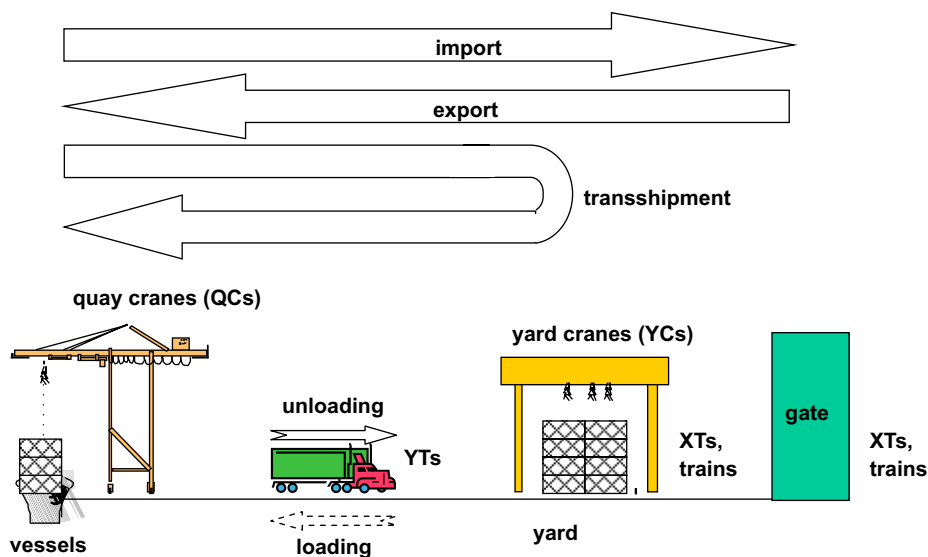 import
export
transshipment
quay cranes (QCs)
yard cranes (YCs)
unloading
gate
YTs
XTs,
trains
XTs,
trains
yard
loading
vessels